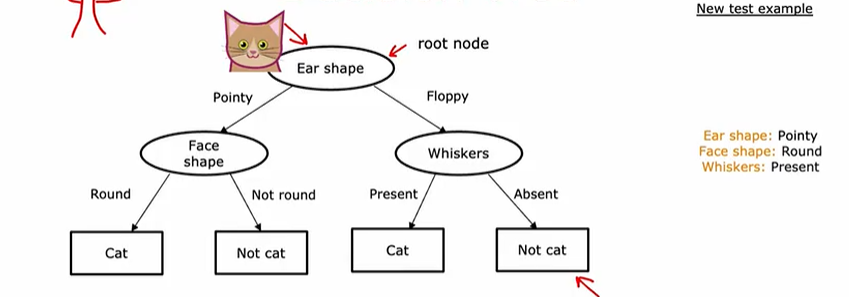 New test example
root node
Ear shape
Pointy
Floppy
Face
shape
Whiskers
Ear shape: Pointy
Face shape: Round
Whiskers: Present
Round
Not round
Present
Absent
Cat
Not cat
Cat
Not cat